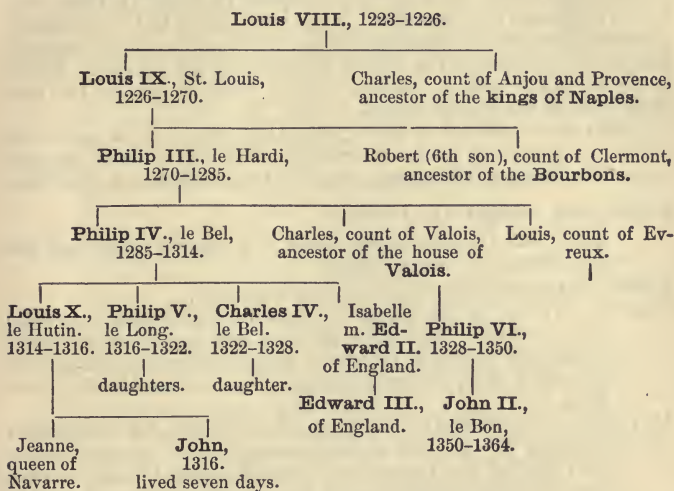 Louis VIII., 1223–1226.
Louis IX., St. Louis,
1226–1270.
Charles, count of Anjou and Provence,
ancestor of the kings of Naples.
Philip III., le Hardi,
1270–1285.
Robert (6th son), count of Clermont,
ancestor of the Bourbons.
Philip IV., le Bel,
1285–1314.
Charles, count of Valois,
ancestor of the house of
Valois.
Louis, count of Ev-
reux.
Louis X.,
le Hutin.
1314–1316.
Philip V.,
le Long.
1316–1322.
daughters.
Charles IV.,
le Bel.
1322–1328.
daughter.
Isabelle
m. Ed-
ward II.
of England.
Philip VI.,
1328–1350.
Edward III.,
of England.
John II.,
le Bon,
1350–1364.
Jeanne,
queen of
Navarre.
John,
1316.
lived seven days.